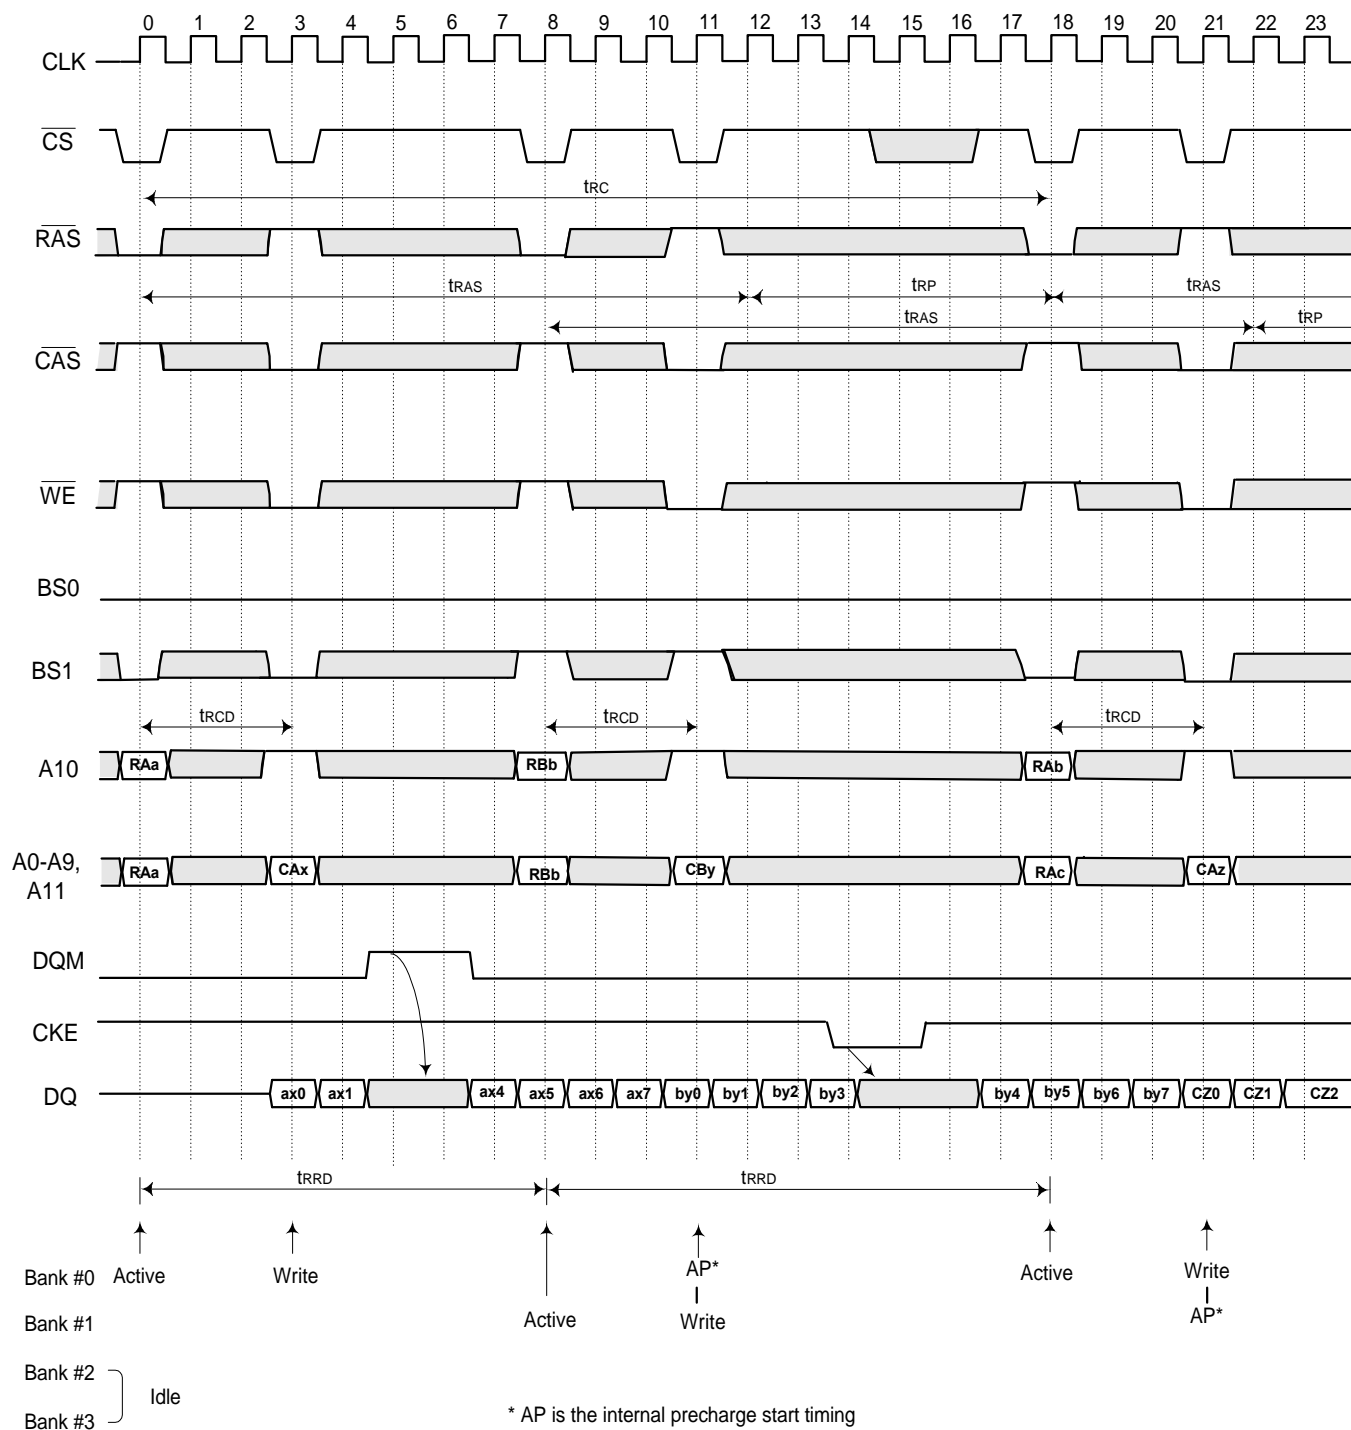 0 1 2 3 4 5 6 7 8 9 10 11 12 13 14 15 16 17 18 19 20 21 22 23
CLK
CS
tRC
RAS
tRAS tRP tRAS
tRAS tRP
CAS
WE
BS0
BS1
tRCD tRCD tRCD
A10 RAa RBb RAb
A0-A9,
A11
RAa CAx RBb CBy RAc CAz
DQM
CKE
DQ ax0 ax1 ax4 ax5 ax6 ax7 by0 by1 by2 by3 by4 by5 by6 by7 CZ0 CZ1 CZ2
tRRD tRRD
Bank #0 Active Write AP* Active Write
Bank #1 Active Write AP*
Bank #2
Idle
Bank #3
* AP is the internal precharge start timing